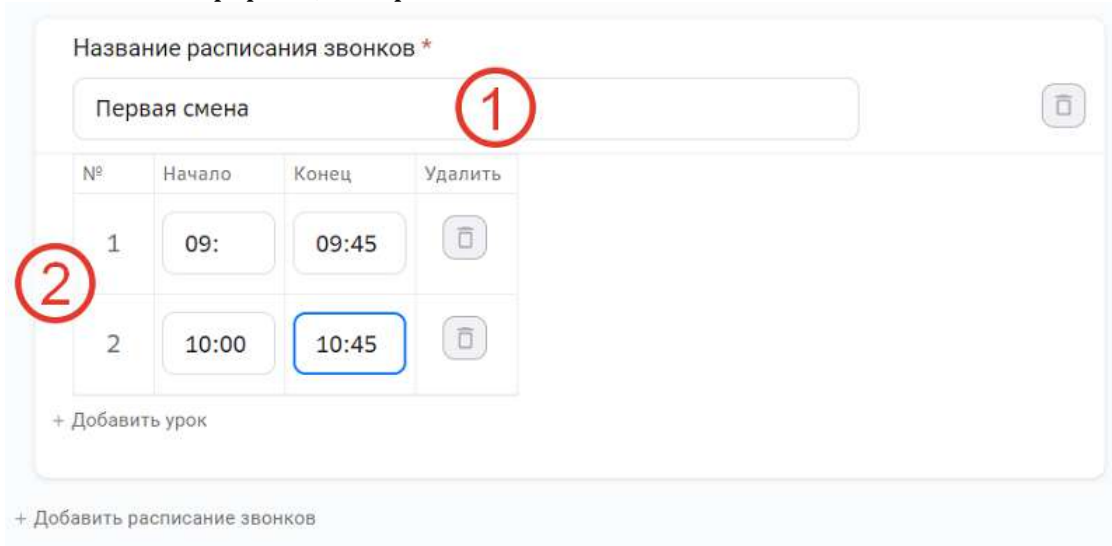 Название расписания звонков *
Первая смена
1
№ Начало Конец Удалить
1 09: 09:45
2
2 10:00 10:45
+ Добавить урок
+ Добавить расписание звонков